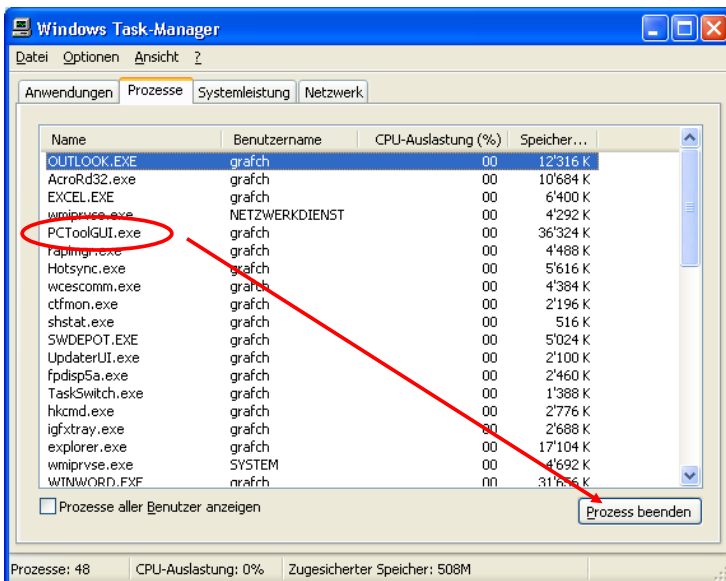 Windows Task-Manager
Datei Optionen Ansicht ?
Anwendungen Prozesse Systemleistung Netzwerk
Name Benutzername CPU-Auslastung (%) Speicher...
OUTLOOK.EXE grafch 00 12'316 K
AcroRd32.exe grafch 00 10'684 K
EXCEL.EXE grafch 00 6'400 K
wmiprvse.exe NETZWERKDIENST 00 4'292 K
PCToolGUI.exe grafch 00 36'324 K
rapimgr.exe grafch 00 4'488 K
Hotsync.exe grafch 00 5'616 K
wcescomm.exe grafch 00 4'384 K
ctfmon.exe grafch 00 2'196 K
shstat.exe grafch 00 516 K
SWDEPOT.EXE grafch 00 5'024 K
UpdaterUI.exe grafch 00 2'100 K
fpdisp5a.exe grafch 00 2'460 K
TaskSwitch.exe grafch 00 1'388 K
hkcmd.exe grafch 00 2'776 K
igfxtray.exe grafch 00 2'688 K
explorer.exe grafch 00 17'104 K
wmiprvse.exe SYSTEM 00 4'692 K
WINWORD.EXE grafch 00 31'656 K
Prozesse aller Benutzer anzeigen
Prozess beenden
Prozesse: 48 CPU-Auslastung: 0% Zugesicherter Speicher: 508M